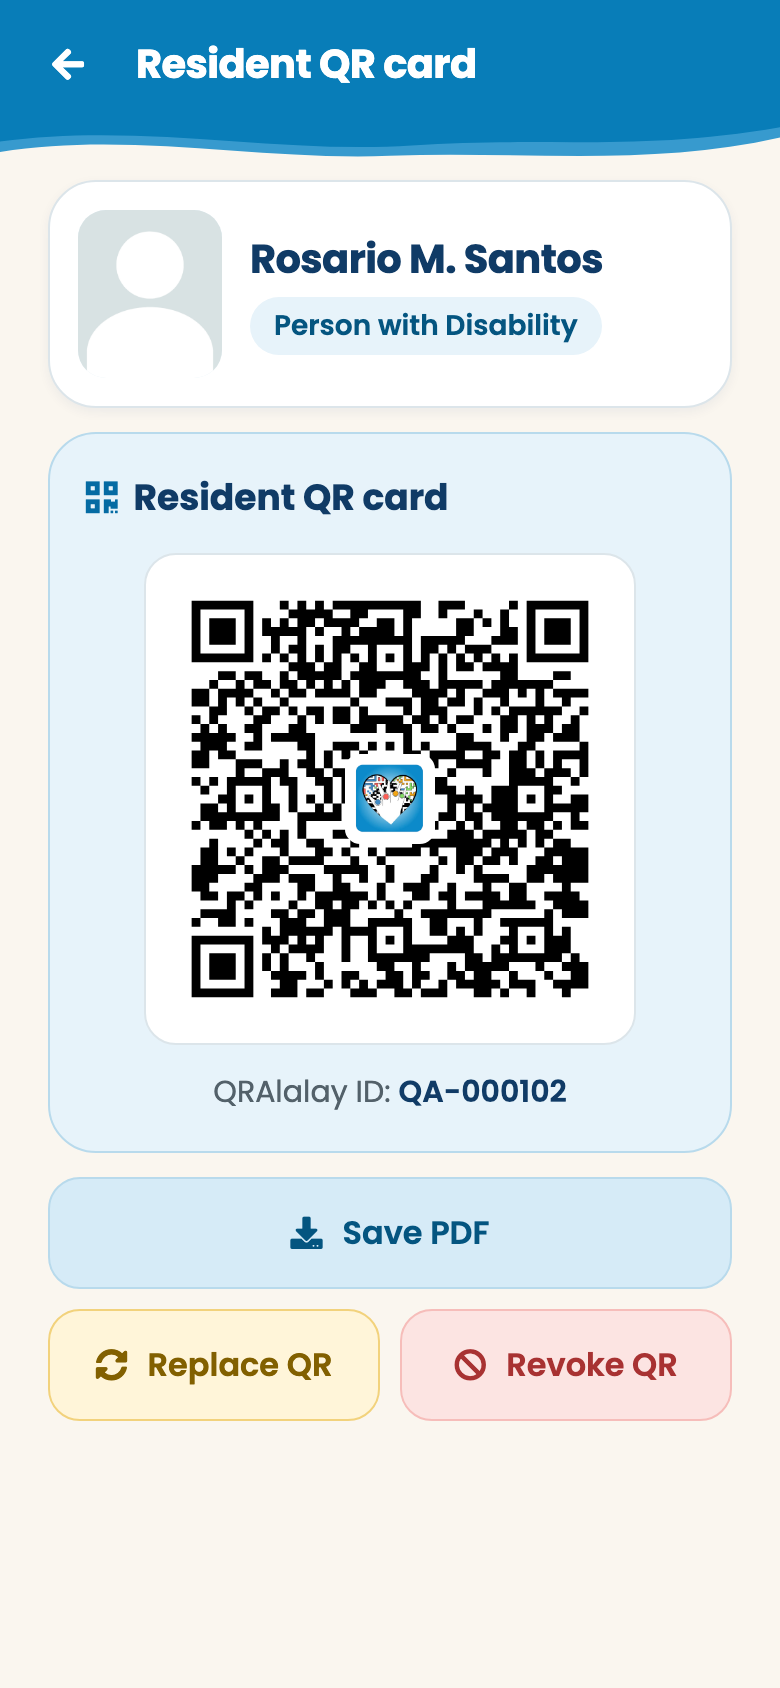 Resident QR card
Rosario M. Santos
Person with Disability
Resident QR card
QRAlalay ID: QA-000102
Save PDF
Replace QR
Revoke QR